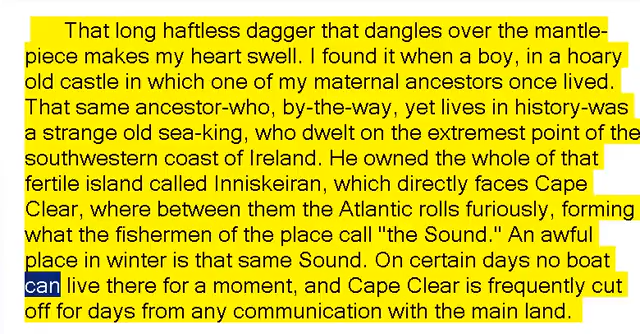 That long haftless dagger that dangles over the mantle-
piece makes my heart swell. I found it when a boy, in a hoary
old castle in which one of my maternal ancestors once lived.
That same ancestor-who, by-the-way, yet lives in history-was
a strange old sea-king, who dwelt on the extremest point of the
southwestern coast of Ireland. He owned the whole of that
fertile island called Inniskeiran, which directly faces Cape
Clear, where between them the Atlantic rolls furiously, forming
what the fishermen of the place call "the Sound." An awful
place in winter is that same Sound. On certain days no boat
can live there for a moment, and Cape Clear is frequently cut
off for days from any communication with the main land.